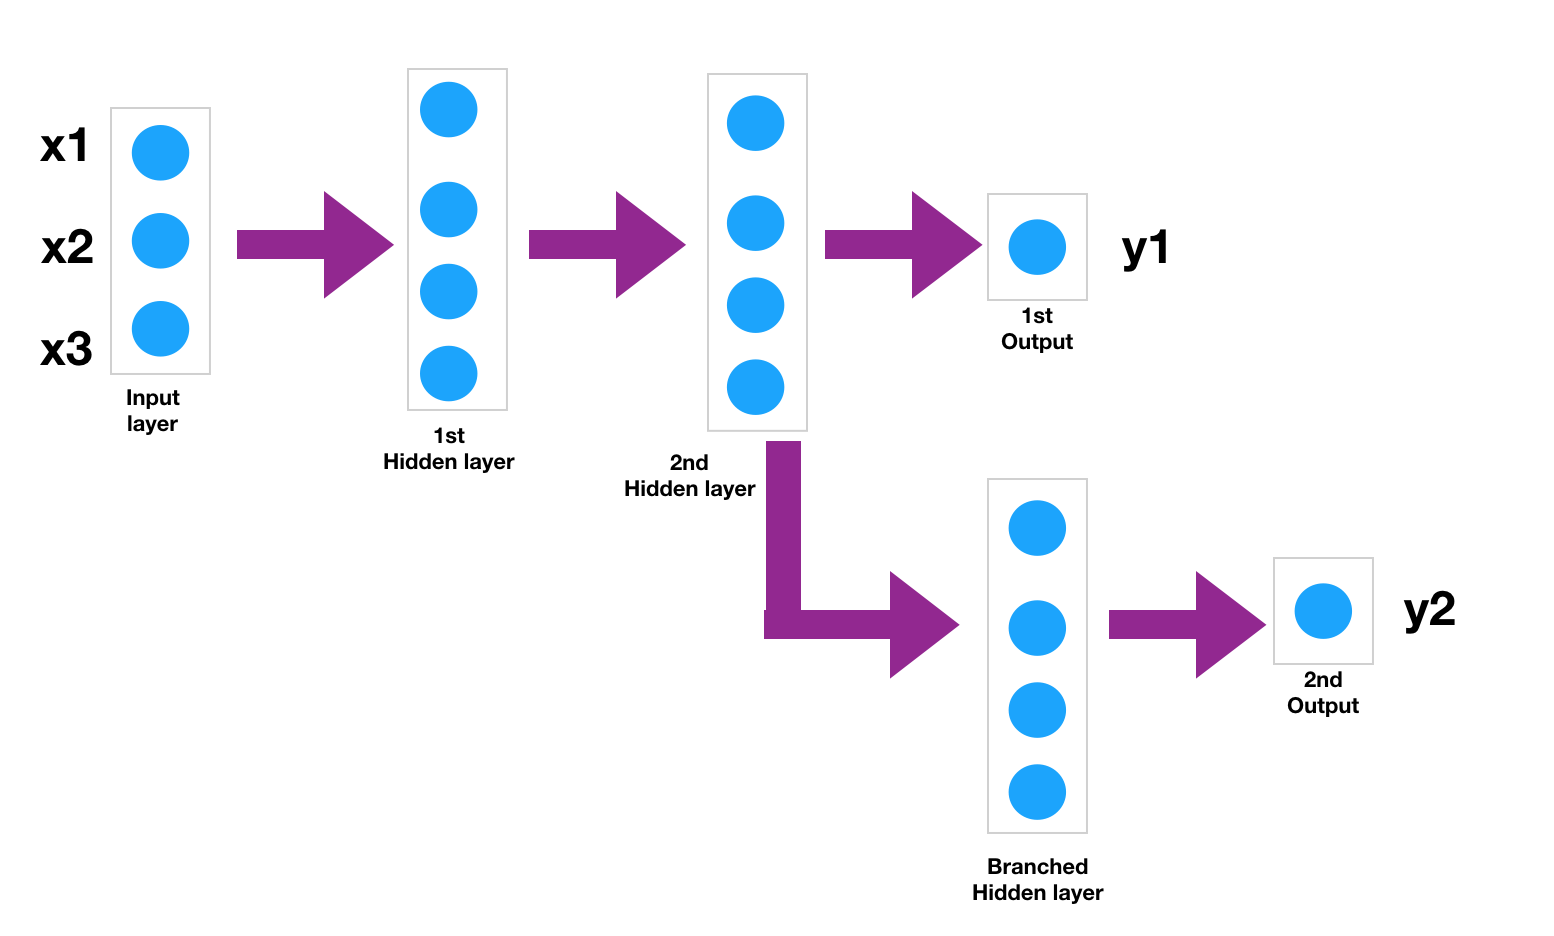 x1
x2
x3
Input
layer
1st
Hidden layer
2nd
Hidden layer
1st
Output
y1
Branched
Hidden layer
2nd
Output
y2